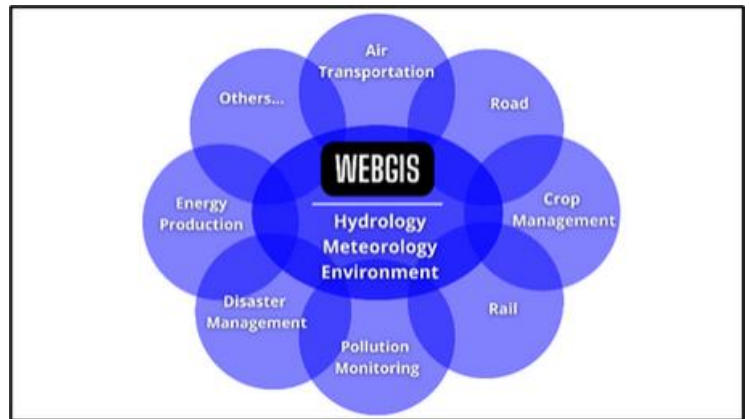 WEBGIS
Hydrology
Meteorology
Environment
Air
Transportation
Road
Crop
Management
Rail
Pollution
Monitoring
Disaster
Management
Energy
Production
Others...